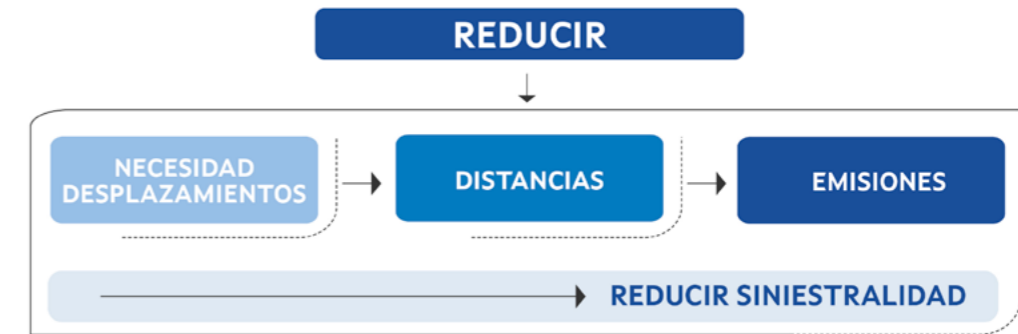 REDUCIR
NECESIDAD
DESPLAZAMIENTOS
DISTANCIAS
EMISIONES
REDUCIR SINIESTRALIDAD